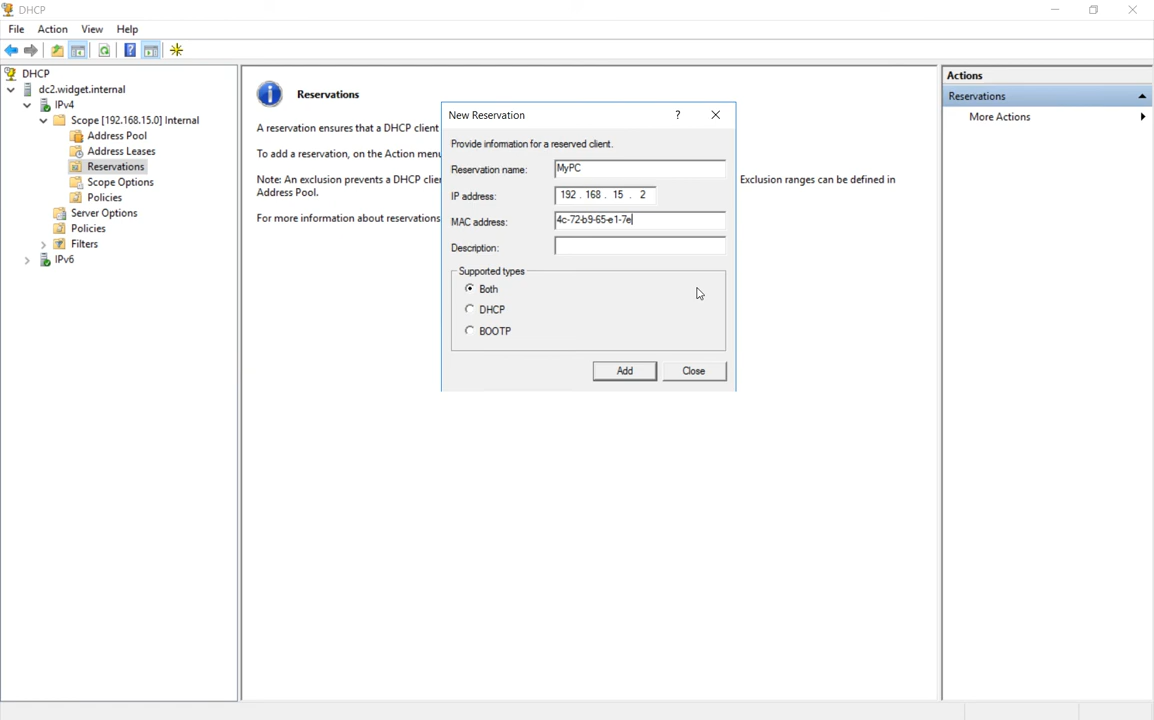 DHCP
File Action View Help
DHCP
dc2.widget.internal
IPv4
Scope [192.168.15.0] Internal
Address Pool
Address Leases
Reservations
Scope Options
Policies
Server Options
Policies
Filters
IPv6
Reservations
A reservation ensures that a DHCP client
To add a reservation, on the Action menu
Note: An exclusion prevents a DHCP clie Exclusion ranges can be defined in
Address Pool.
For more information about reservations
New Reservation ? 
Provide information for a reserved client.
Reservation name: MyPC
IP address: 192 . 168 . 15 . 2
MAC address: 4c-72-b9-65-e1-7e
Description:
Supported types
Both
DHCP
BOOTP
Add Close
Actions
Reservations
More Actions